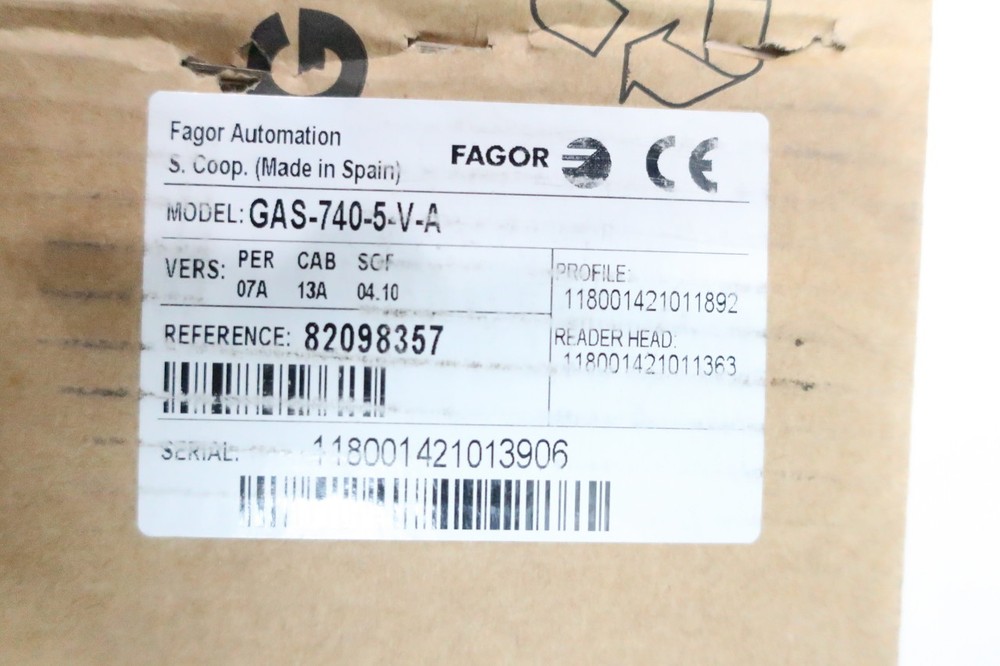 Fagor Automation
S. Coop. (Made in Spain)
FAGOR CE
MODEL: GAS-740-5-V-A
VERS: PER CAB SOF
07A 13A 04.10
PROFILE:
118001421011892
REFERENCE: 82098357
READER HEAD:
118001421011363
SERIAL: 118001421013906